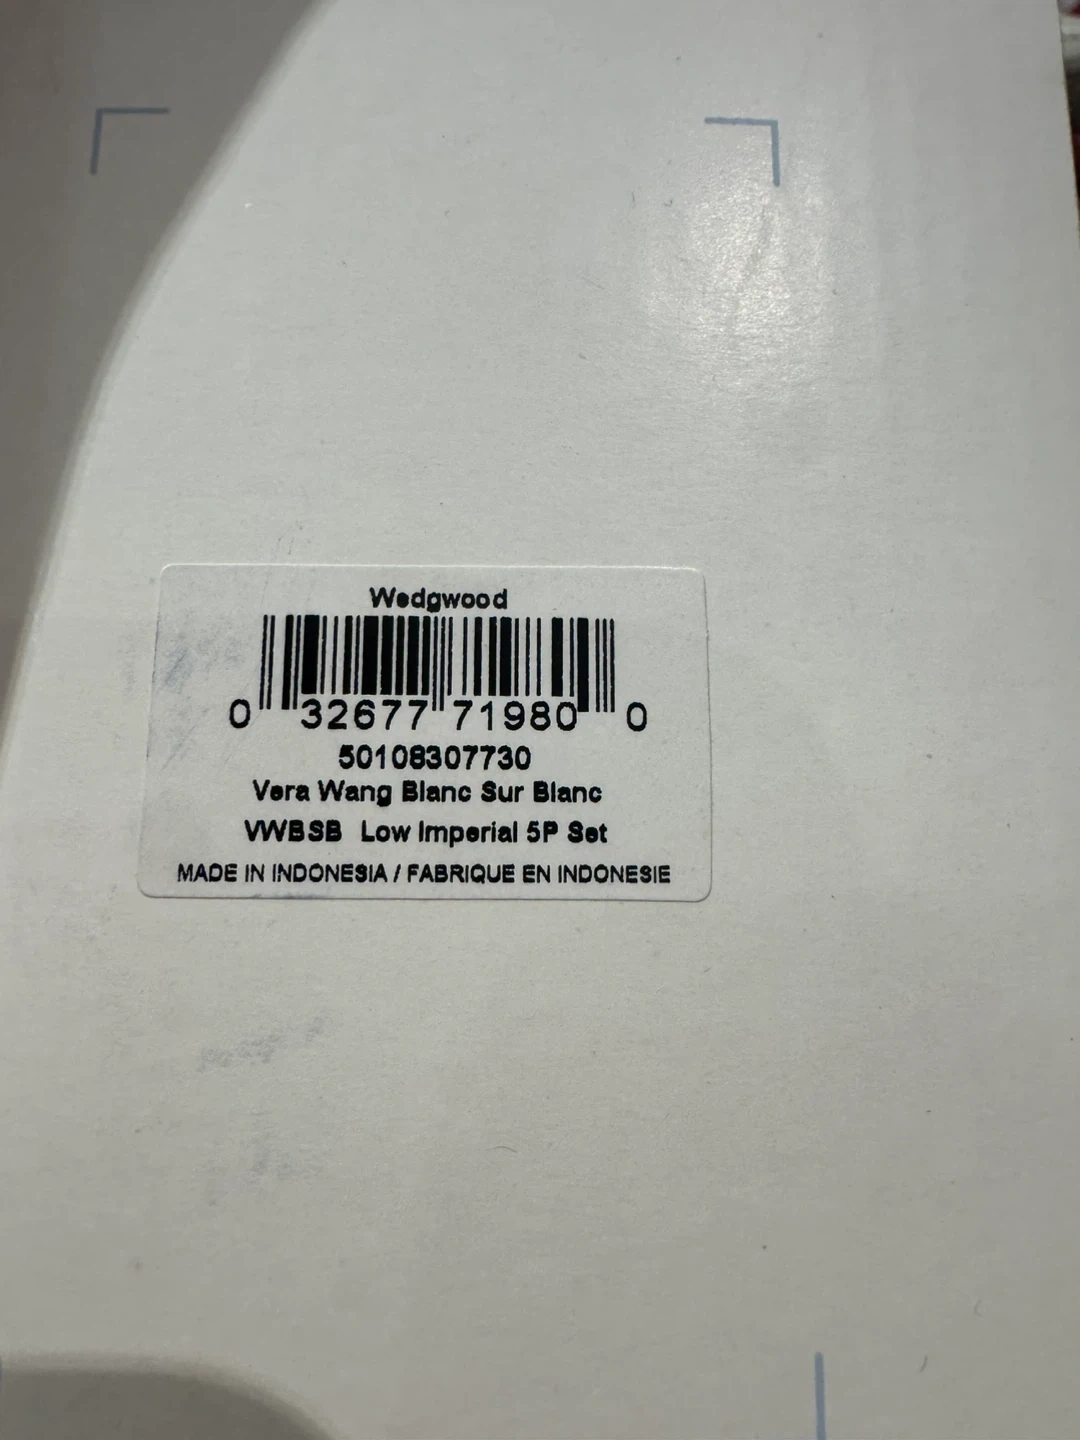 Wedgwood
0 32677 71980 0
50108307730
Vera Wang Blanc Sur Blanc
VWBSB Low Imperial 5P Set
MADE IN INDONESIA / FABRIQUE EN INDONESIE